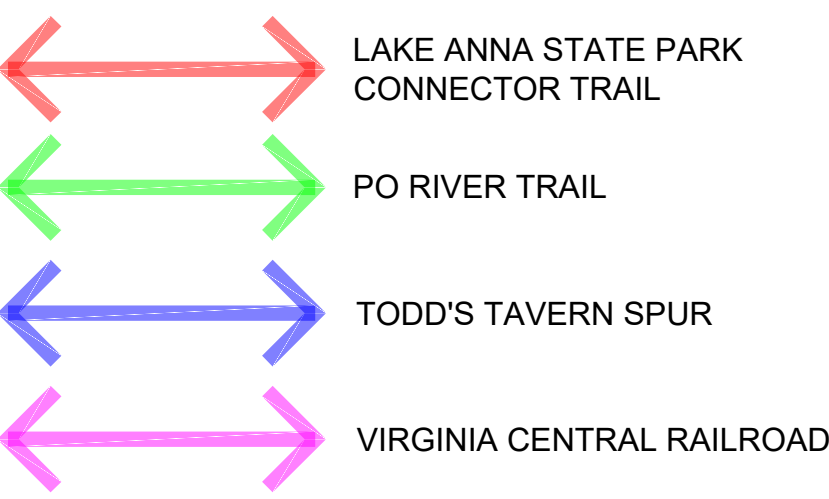 LAKE ANNA STATE PARK
CONNECTOR TRAIL
PO RIVER TRAIL
TODD'S TAVERN SPUR
VIRGINIA CENTRAL RAILROAD